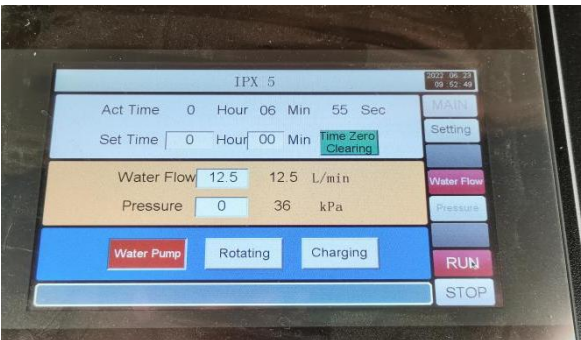 IPX 5
2022 06 23
09 52 49
Act Time 0 Hour 06 Min 55 Sec
MAIN
Set Time 0 Hour 00 Min Time Zero Clearing
Setting
Water Flow 12.5 12.5 L/min
Water Flow
Pressure 0 36 kPa
Pressure
Water Pump Rotating Charging
RUN
STOP